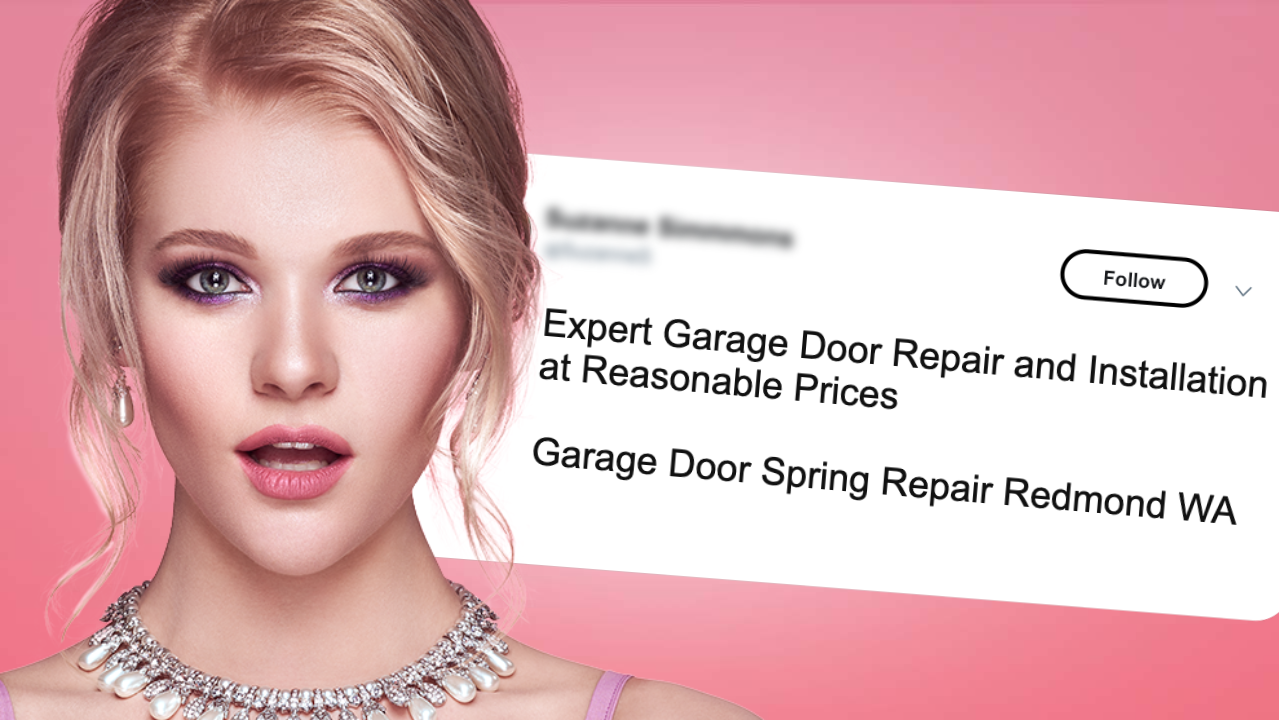 Follow
Expert Garage Door Repair and Installation
at Reasonable Prices
Garage Door Spring Repair Redmond WA